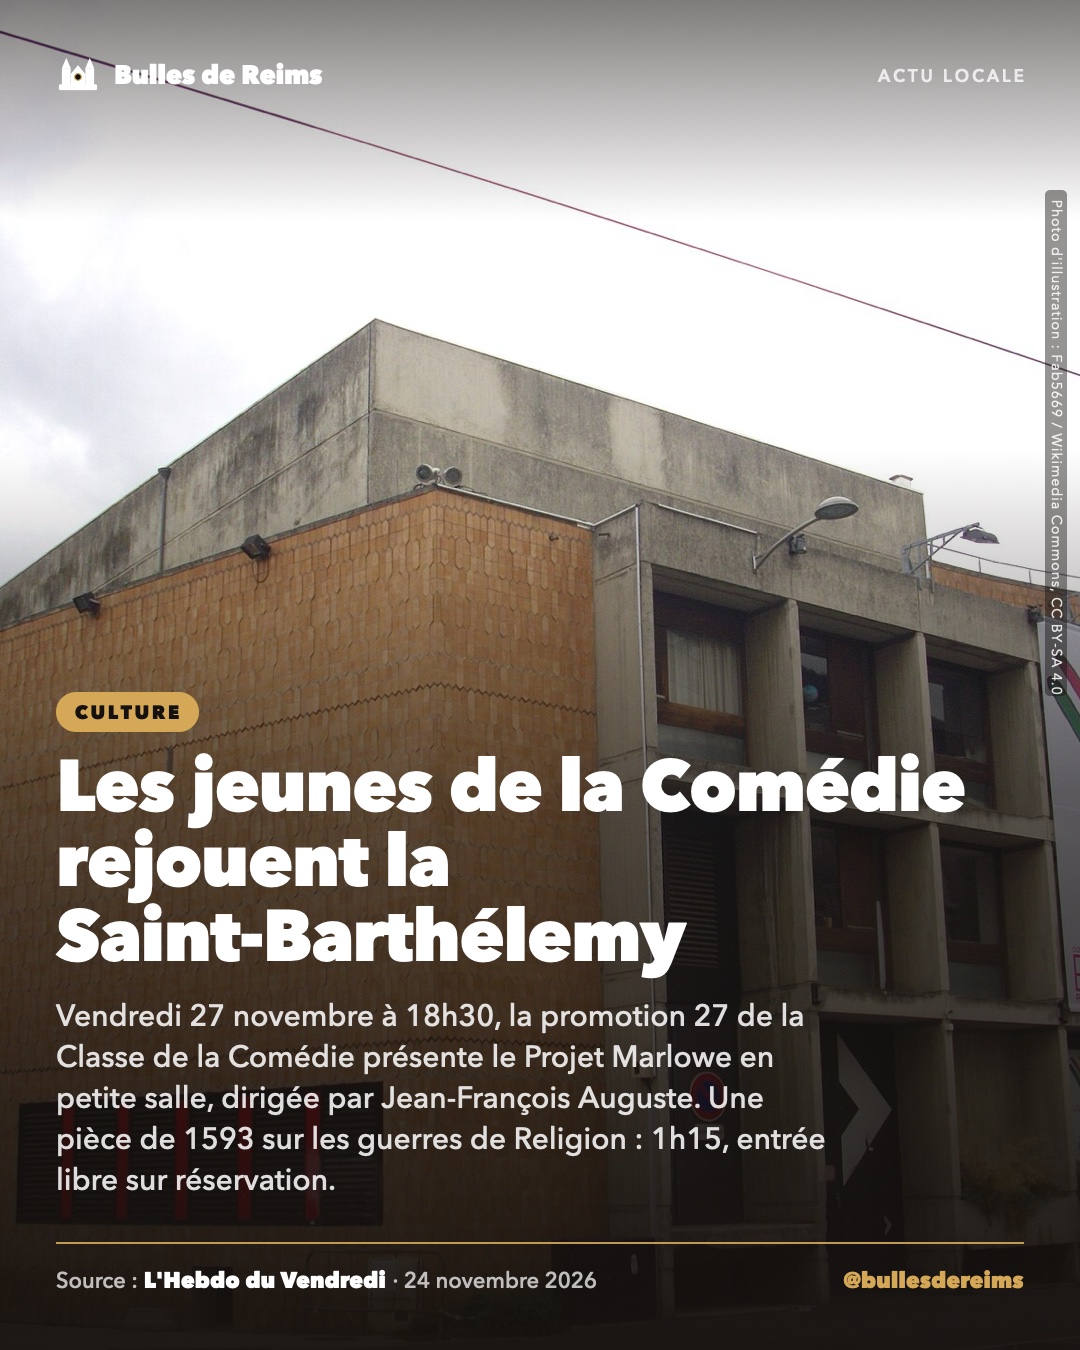 Bulles de Reims
ACTU LOCALE
Photo d'illustration : Fab5669 / Wikimedia Commons, CC BY-SA 4.0
CULTURE
Les jeunes de la Comédie
rejouent la
Saint-Barthélemy
Vendredi 27 novembre à 18h30, la promotion 27 de la
Classe de la Comédie présente le Projet Marlowe en
petite salle, dirigée par Jean-François Auguste. Une
pièce de 1593 sur les guerres de Religion : 1h15, entrée
libre sur réservation.
Source : L'Hebdo du Vendredi · 24 novembre 2026
@bullesdereims